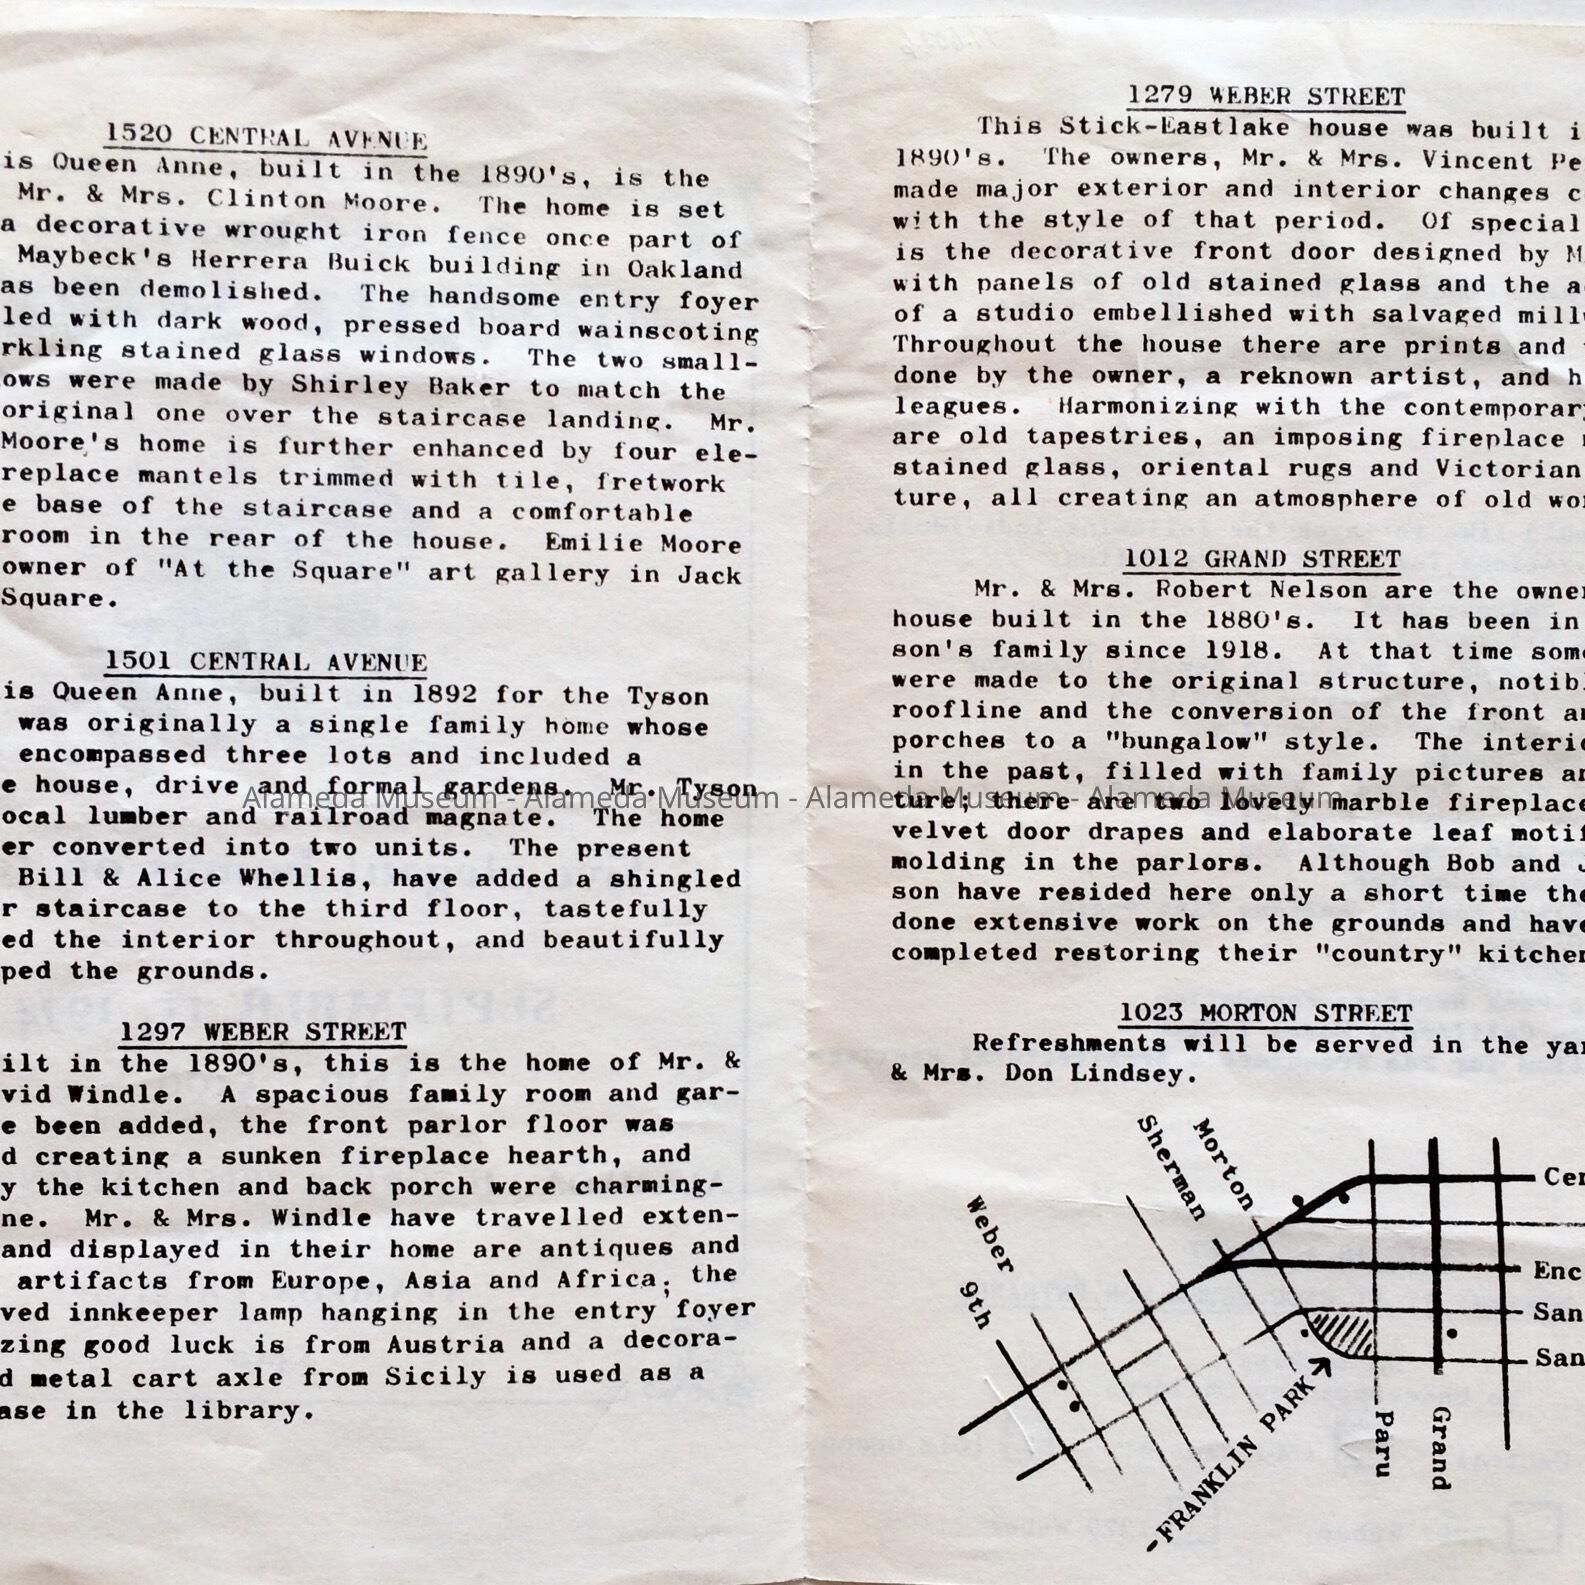 1520 CENTRAL AVENUE
is Queen Anne, built in the 1890's, is the
Mr. & Mrs. Clinton Moore. The home is set
a decorative wrought iron fence once part of
Maybeck's Herrera Buick building in Oakland
as been demolished. The handsome entry foyer
led with dark wood, pressed board wainscoting
rkling stained glass windows. The two small-
ows were made by Shirley Baker to match the
original one over the staircase landing. Mr.
Moore's home is further enhanced by four ele-
replace mantels trimmed with tile, fretwork
e base of the staircase and a comfortable
room in the rear of the house. Emilie Moore
owner of "At the Square" art gallery in Jack
Square.
1501 CENTRAL AVENUE
is Queen Anne, built in 1892 for the Tyson
was originally a single family home whose
encompassed three lots and included a
e house, drive and formal gardens. Mr. Tyson
ocal lumber and railroad magnate. The home
er converted into two units. The present
Bill & Alice Whellis, have added a shingled
r staircase to the third floor, tastefully
ed the interior throughout, and beautifully
ped the grounds.
1297 WEBER STREET
ilt in the 1890's, this is the home of Mr. &
vid Windle. A spacious family room and gar-
e been added, the front parlor floor was
d creating a sunken fireplace hearth, and
y the kitchen and back porch were charming-
ne. Mr. & Mrs. Windle have travelled exten-
and displayed in their home are antiques and
artifacts from Europe, Asia and Africa; the
ved innkeeper lamp hanging in the entry foyer
zing good luck is from Austria and a decora-
d metal cart axle from Sicily is used as a
ase in the library.
1279 WEBER STREET
This Stick-Eastlake house was built i
1890's. The owners, Mr. & Mrs. Vincent Pe
made major exterior and interior changes c
with the style of that period. Of special
is the decorative front door designed by M
with panels of old stained glass and the a
of a studio embellished with salvaged mill
Throughout the house there are prints and
done by the owner, a reknown artist, and h
leagues. Harmonizing with the contemporar
are old tapestries, an imposing fireplace
stained glass, oriental rugs and Victorian
ture, all creating an atmosphere of old wor
1012 GRAND STREET
Mr. & Mrs. Robert Nelson are the owner
house built in the 1880's. It has been in
son's family since 1918. At that time some
were made to the original structure, notibl
roofline and the conversion of the front an
porches to a "bungalow" style. The interio
in the past, filled with family pictures an
ture; there are two lovely marble fireplace
velvet door drapes and elaborate leaf motif
molding in the parlors. Although Bob and J
son have resided here only a short time the
done extensive work on the grounds and have
completed restoring their "country" kitchen
1023 MORTON STREET
Refreshments will be served in the yar
& Mrs. Don Lindsey.
Alameda Museum - Alameda Museum - Alameda Museum - Alameda Museum
Morton
Sherman
Weber
9th
Cen
Enc
San
San
FRANKLIN PARK
Paru
Grand